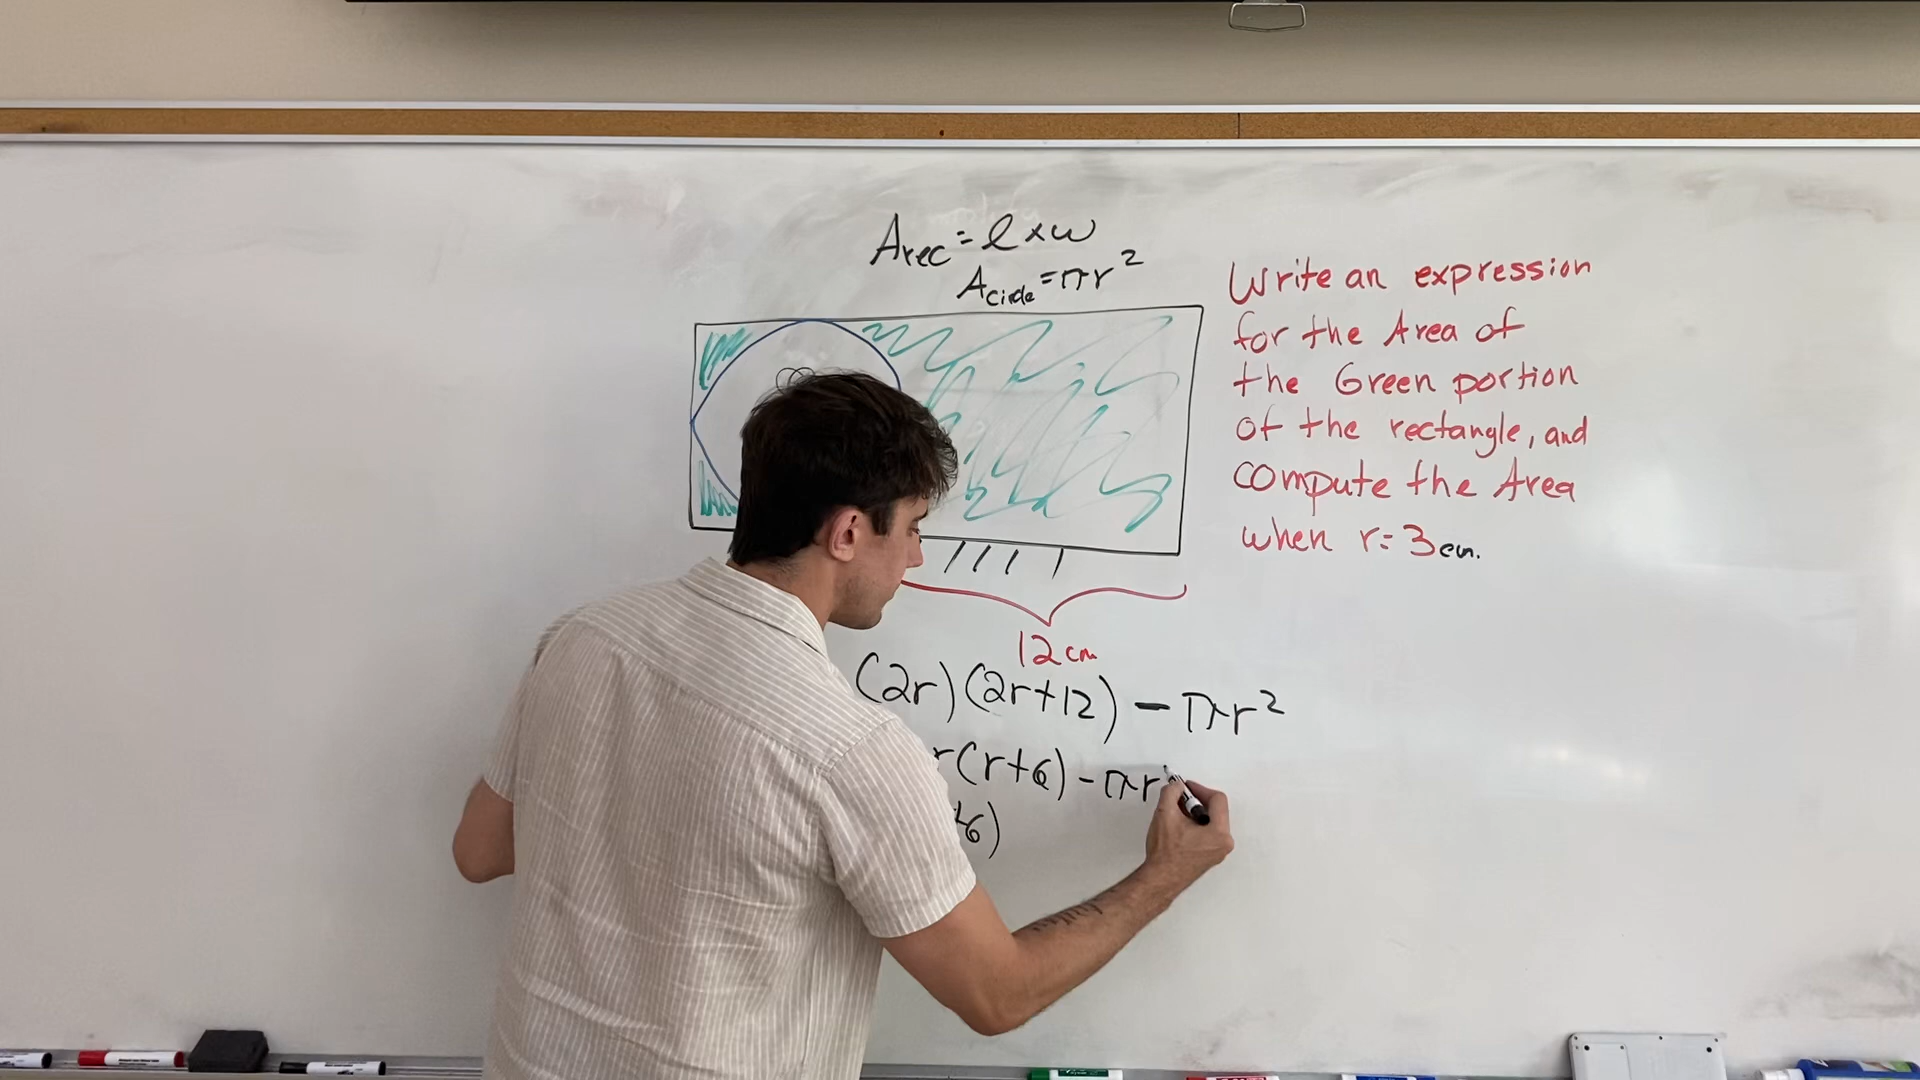 Arec = l x w
Acircle = πr²
Write an expression
for the Area of
the Green portion
of the rectangle, and
compute the Area
when r = 3cm.
12cm
(2r)(2r+12) - πr²
r(r+6) - πr
6)